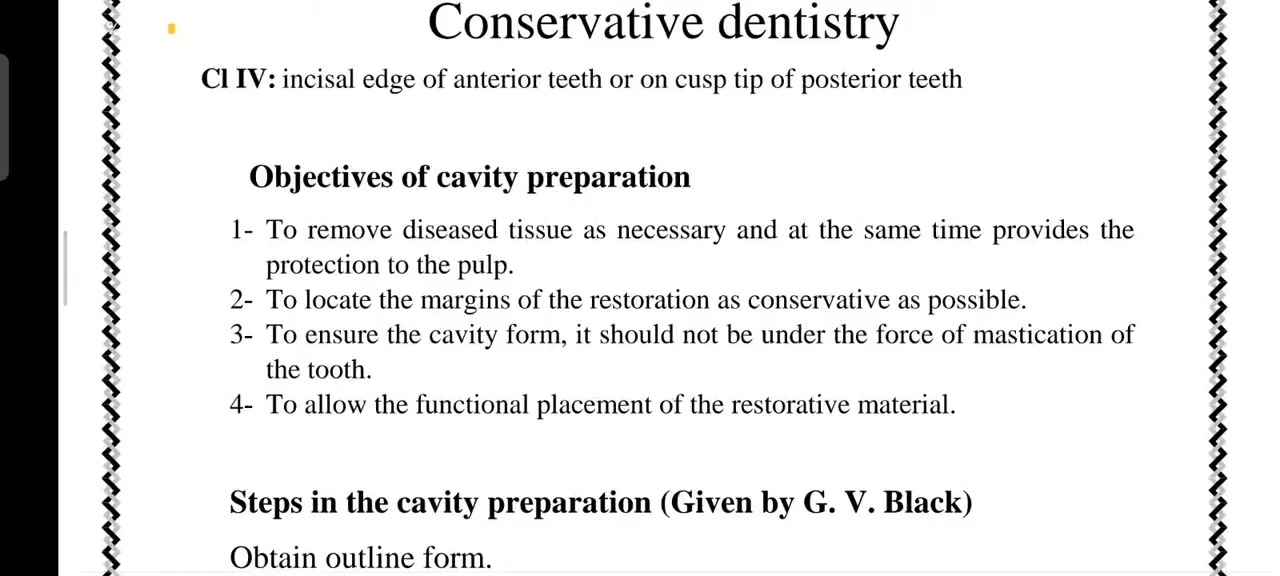 Conservative dentistry
Cl IV: incisal edge of anterior teeth or on cusp tip of posterior teeth
Objectives of cavity preparation
1- To remove diseased tissue as necessary and at the same time provides the
protection to the pulp.
2- To locate the margins of the restoration as conservative as possible.
3- To ensure the cavity form, it should not be under the force of mastication of
the tooth.
4- To allow the functional placement of the restorative material.
Steps in the cavity preparation (Given by G. V. Black)
Obtain outline form.